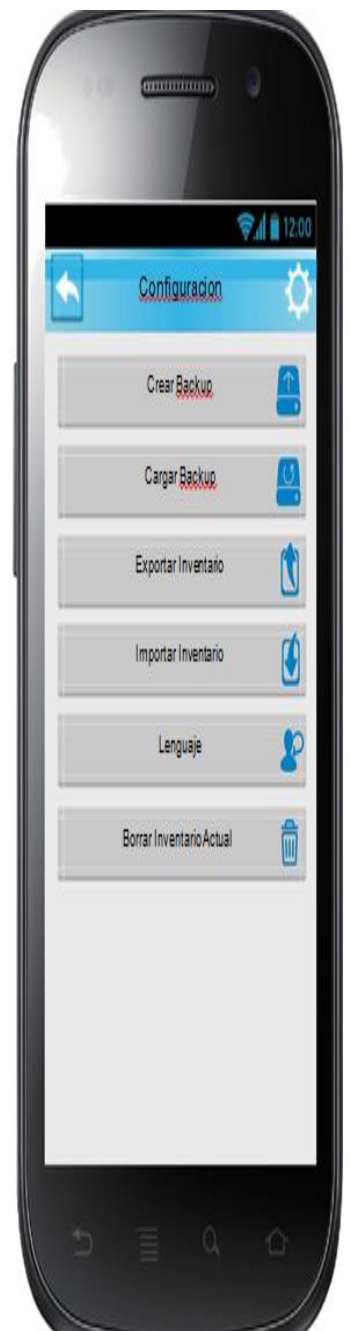 12:00
Configuracion
Crear Backup
Cargar Backup
Exportar Inventario
Importar Inventario
Lenguaje
Borrar Inventario Actual